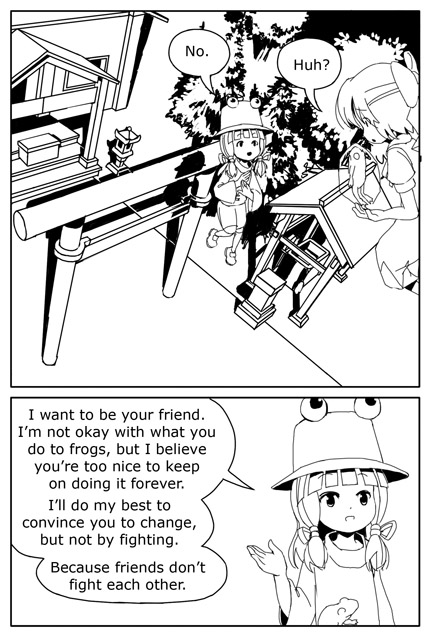 No.
Huh?
I want to be your friend.
I'm not okay with what you
do to frogs, but I believe
you're too nice to keep
on doing it forever.
I'll do my best to
convince you to change,
but not by fighting.
Because friends don't
fight each other.